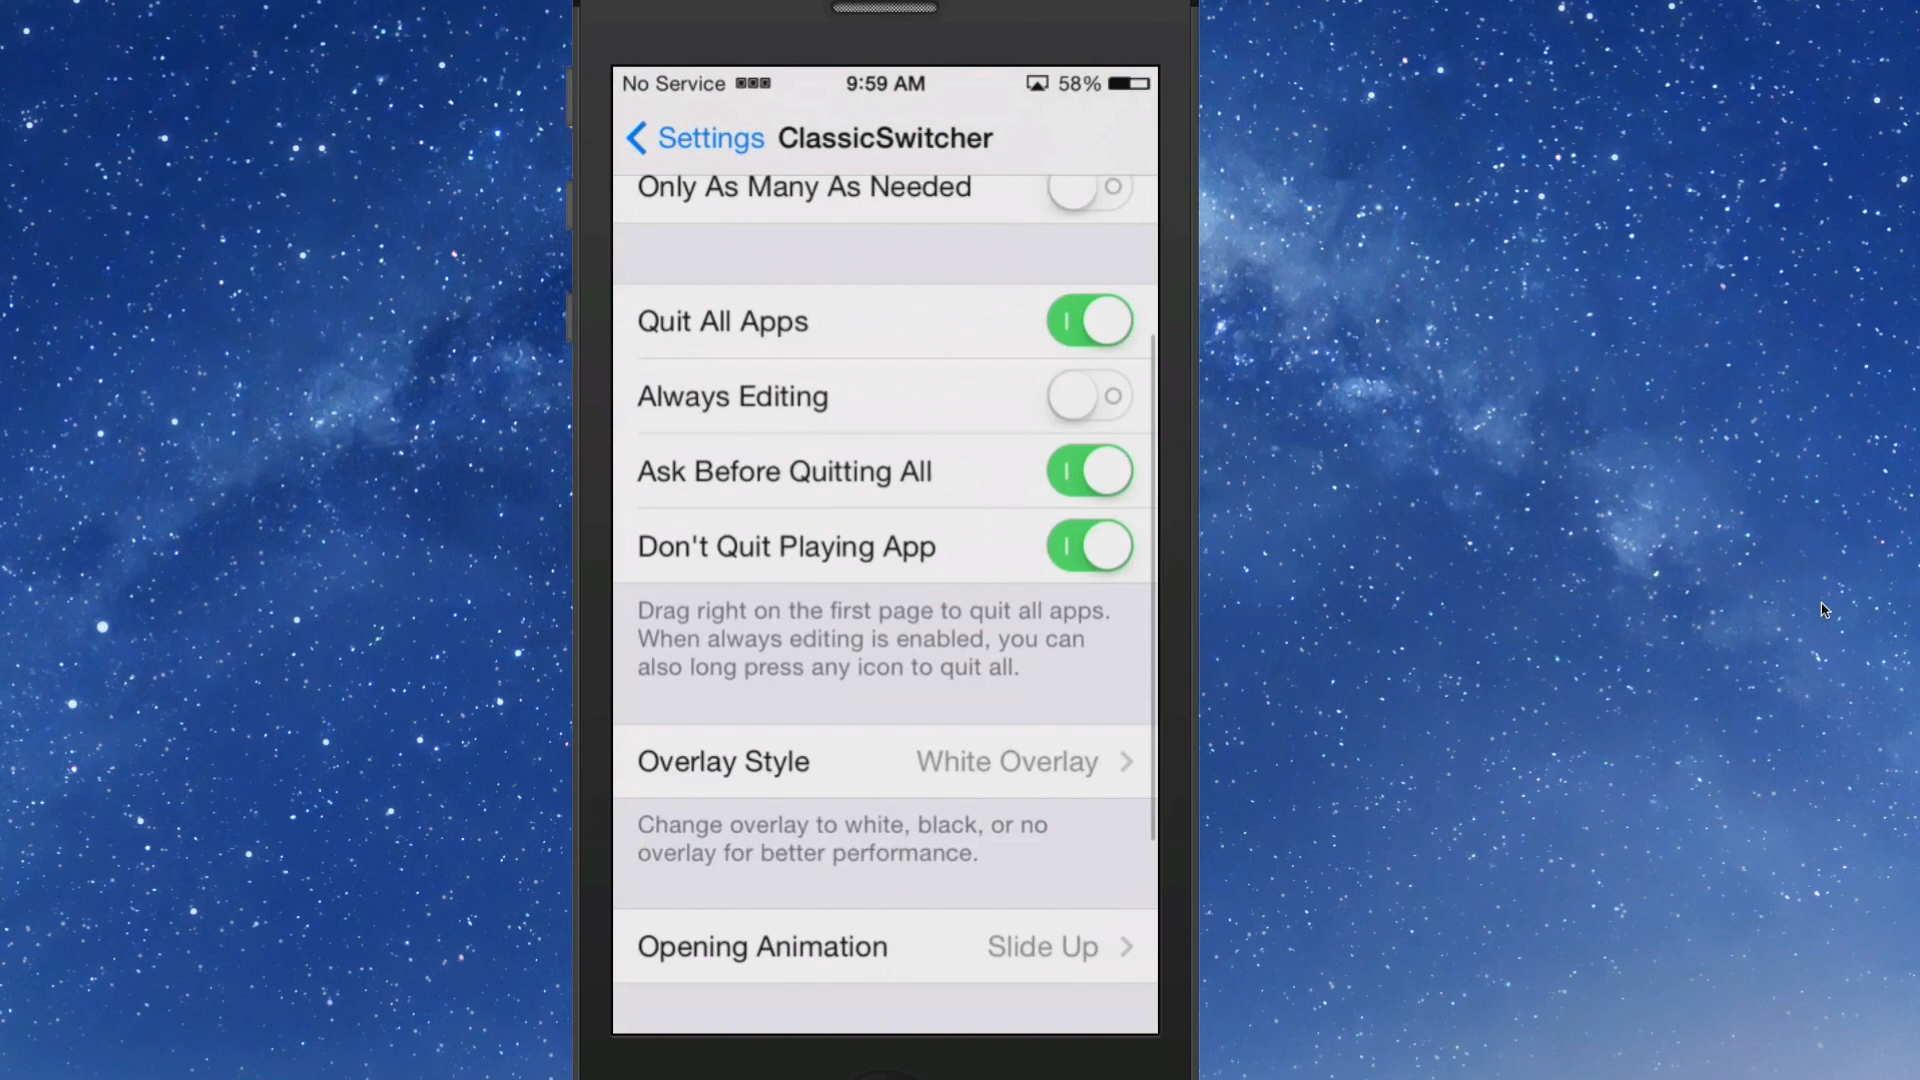 No Service 9:59 AM 58%
Settings ClassicSwitcher
Only As Many As Needed
Quit All Apps
Always Editing
Ask Before Quitting All
Don't Quit Playing App
Drag right on the first page to quit all apps.
When always editing is enabled, you can
also long press any icon to quit all.
Overlay Style White Overlay
Change overlay to white, black, or no
overlay for better performance.
Opening Animation Slide Up